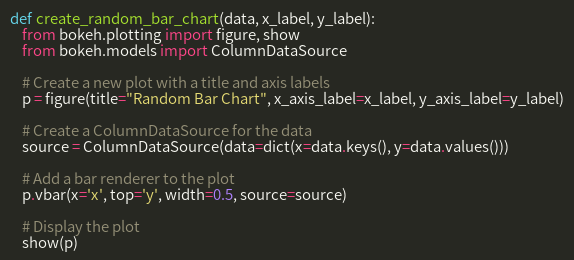 def create_random_bar_chart(data, x_label, y_label):
    from bokeh.plotting import figure, show
    from bokeh.models import ColumnDataSource

    # Create a new plot with a title and axis labels
    p = figure(title="Random Bar Chart", x_axis_label=x_label, y_axis_label=y_label)

    # Create a ColumnDataSource for the data
    source = ColumnDataSource(data=dict(x=data.keys(), y=data.values()))

    # Add a bar renderer to the plot
    p.vbar(x='x', top='y', width=0.5, source=source)

    # Display the plot
    show(p)